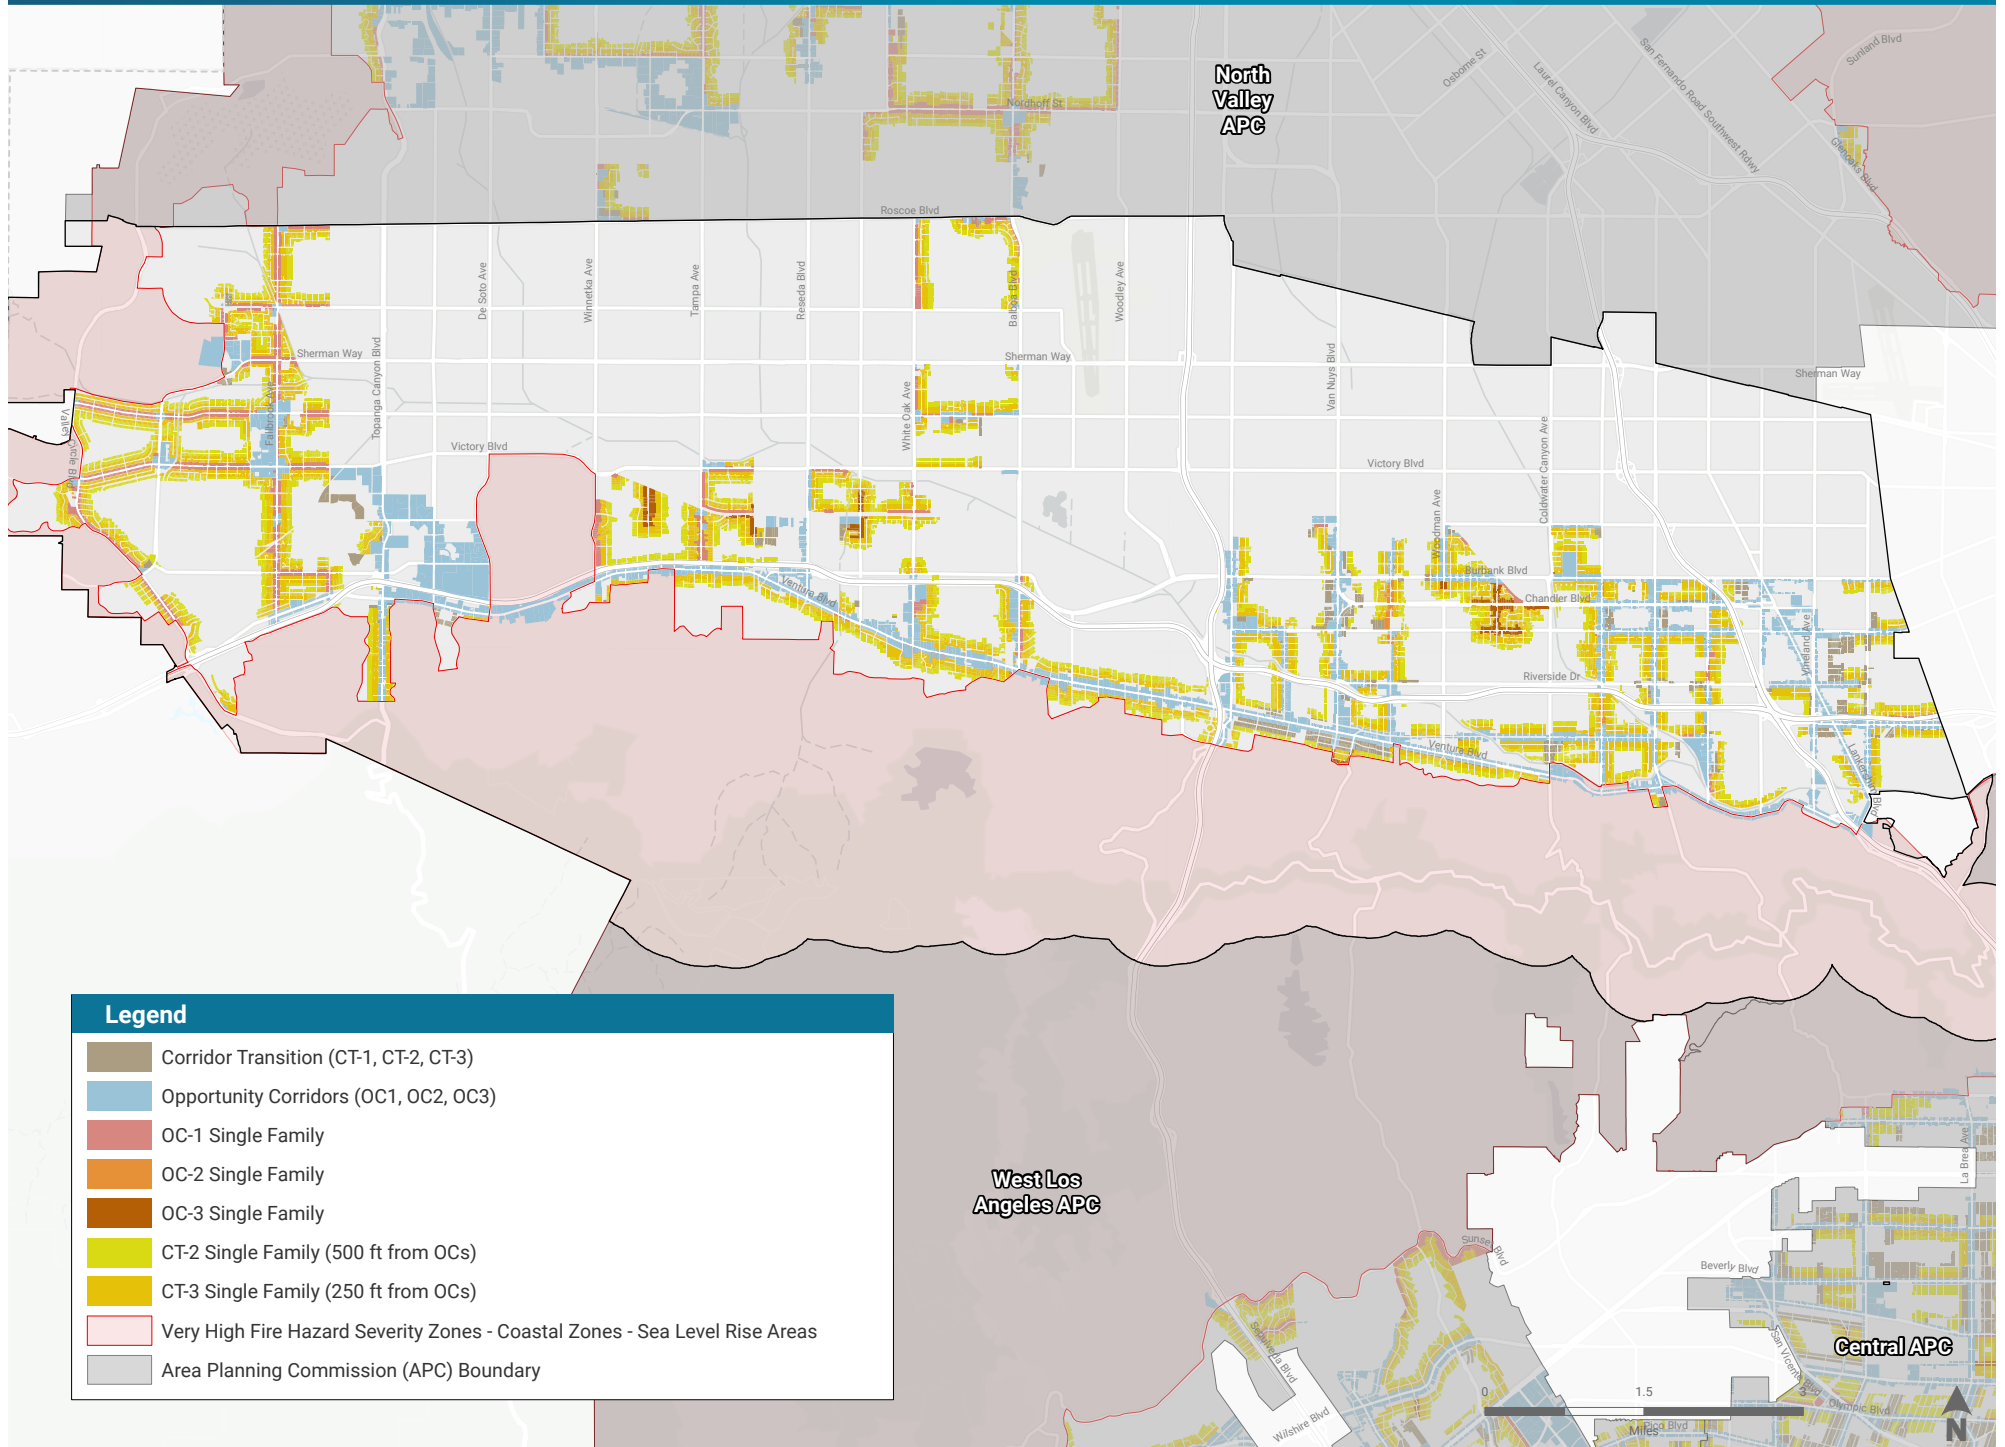 North
Valley
APC
Osborne St
Laurel Canyon Blvd
San Fernando Road Southwest Rdwy
Sunland Blvd
Glenoaks Blvd
Nordhoff St
Roscoe Blvd
De Soto Ave
Winnetka Ave
Tampa Ave
Reseda Blvd
Balboa Blvd
Woodley Ave
Sherman Way
Topanga Canyon Blvd
Fallbrook Ave
Valley Circle Blvd
White Oak Ave
Sherman Way
Van Nuys Blvd
Sherman Way
Coldwater Canyon Ave
Victory Blvd
Victory Blvd
Woodman Ave
Burbank Blvd
Chandler Blvd
Ventura Blvd
Vineland Ave
Riverside Dr
Ventura Blvd
Lankershim Blvd
Legend
Corridor Transition (CT-1, CT-2, CT-3)
Opportunity Corridors (OC1, OC2, OC3)
OC-1 Single Family
OC-2 Single Family
OC-3 Single Family
CT-2 Single Family (500 ft from OCs)
CT-3 Single Family (250 ft from OCs)
Very High Fire Hazard Severity Zones - Coastal Zones - Sea Level Rise Areas
Area Planning Commission (APC) Boundary
West Los
Angeles APC
La Brea Ave
Sunset Blvd
Beverly Blvd
Sepulveda Blvd
San Vicente Blvd
Central APC
Wilshire Blvd
Olympic Blvd
Pico Blvd
0 1.5 3
Miles
N